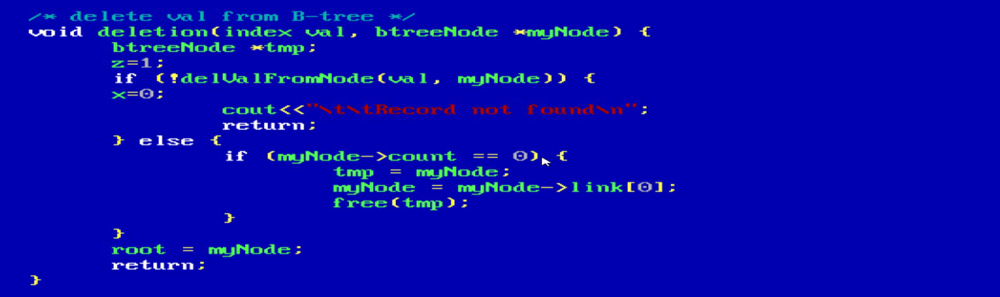 /* delete val from B-tree */
void deletion(index val, btreeNode *myNode) {
btreeNode *tmp;
z=1;
if (!delValFromNode(val, myNode)) {
x=0;
cout<<"\t\tRecord not found\n";
return;
} else {
if (myNode->count == 0) {
tmp = myNode;
myNode = myNode->link[0];
free(tmp);
}
}
root = myNode;
return;
}